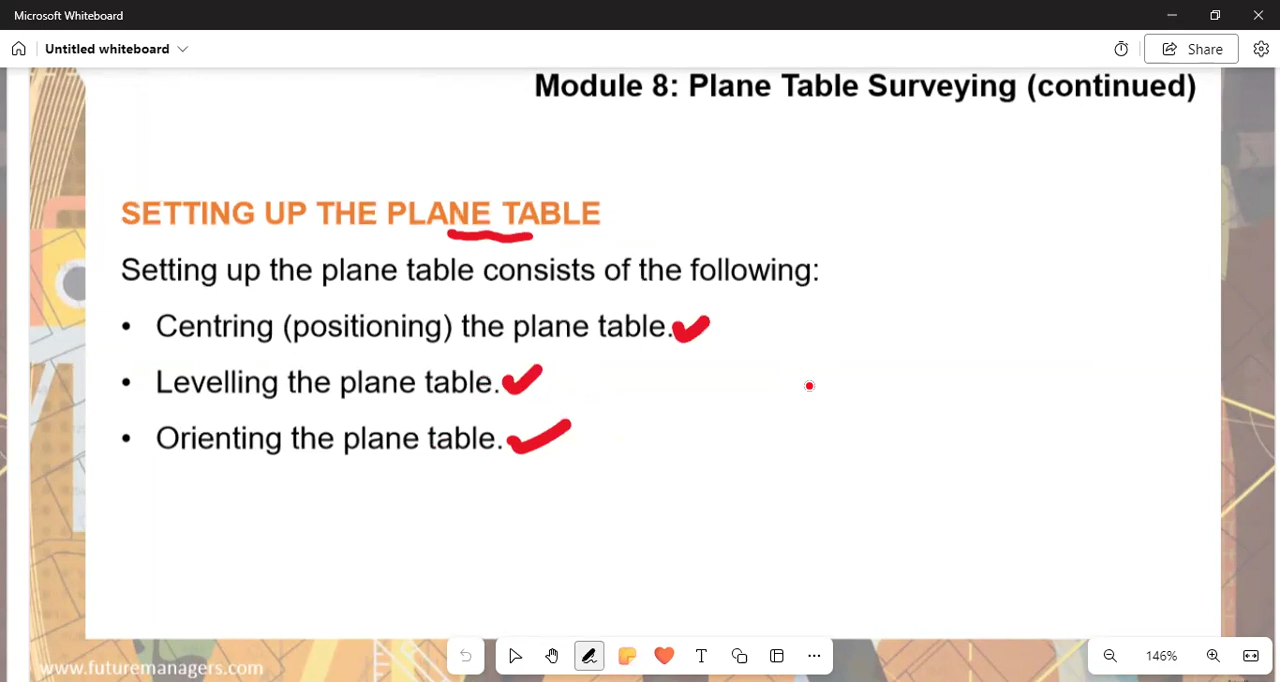 Microsoft Whiteboard
Untitled whiteboard
Share
Module 8: Plane Table Surveying (continued)
SETTING UP THE PLANE TABLE
Setting up the plane table consists of the following:
• Centring (positioning) the plane table.
• Levelling the plane table.
• Orienting the plane table.
www.futuremanagers.com
146%